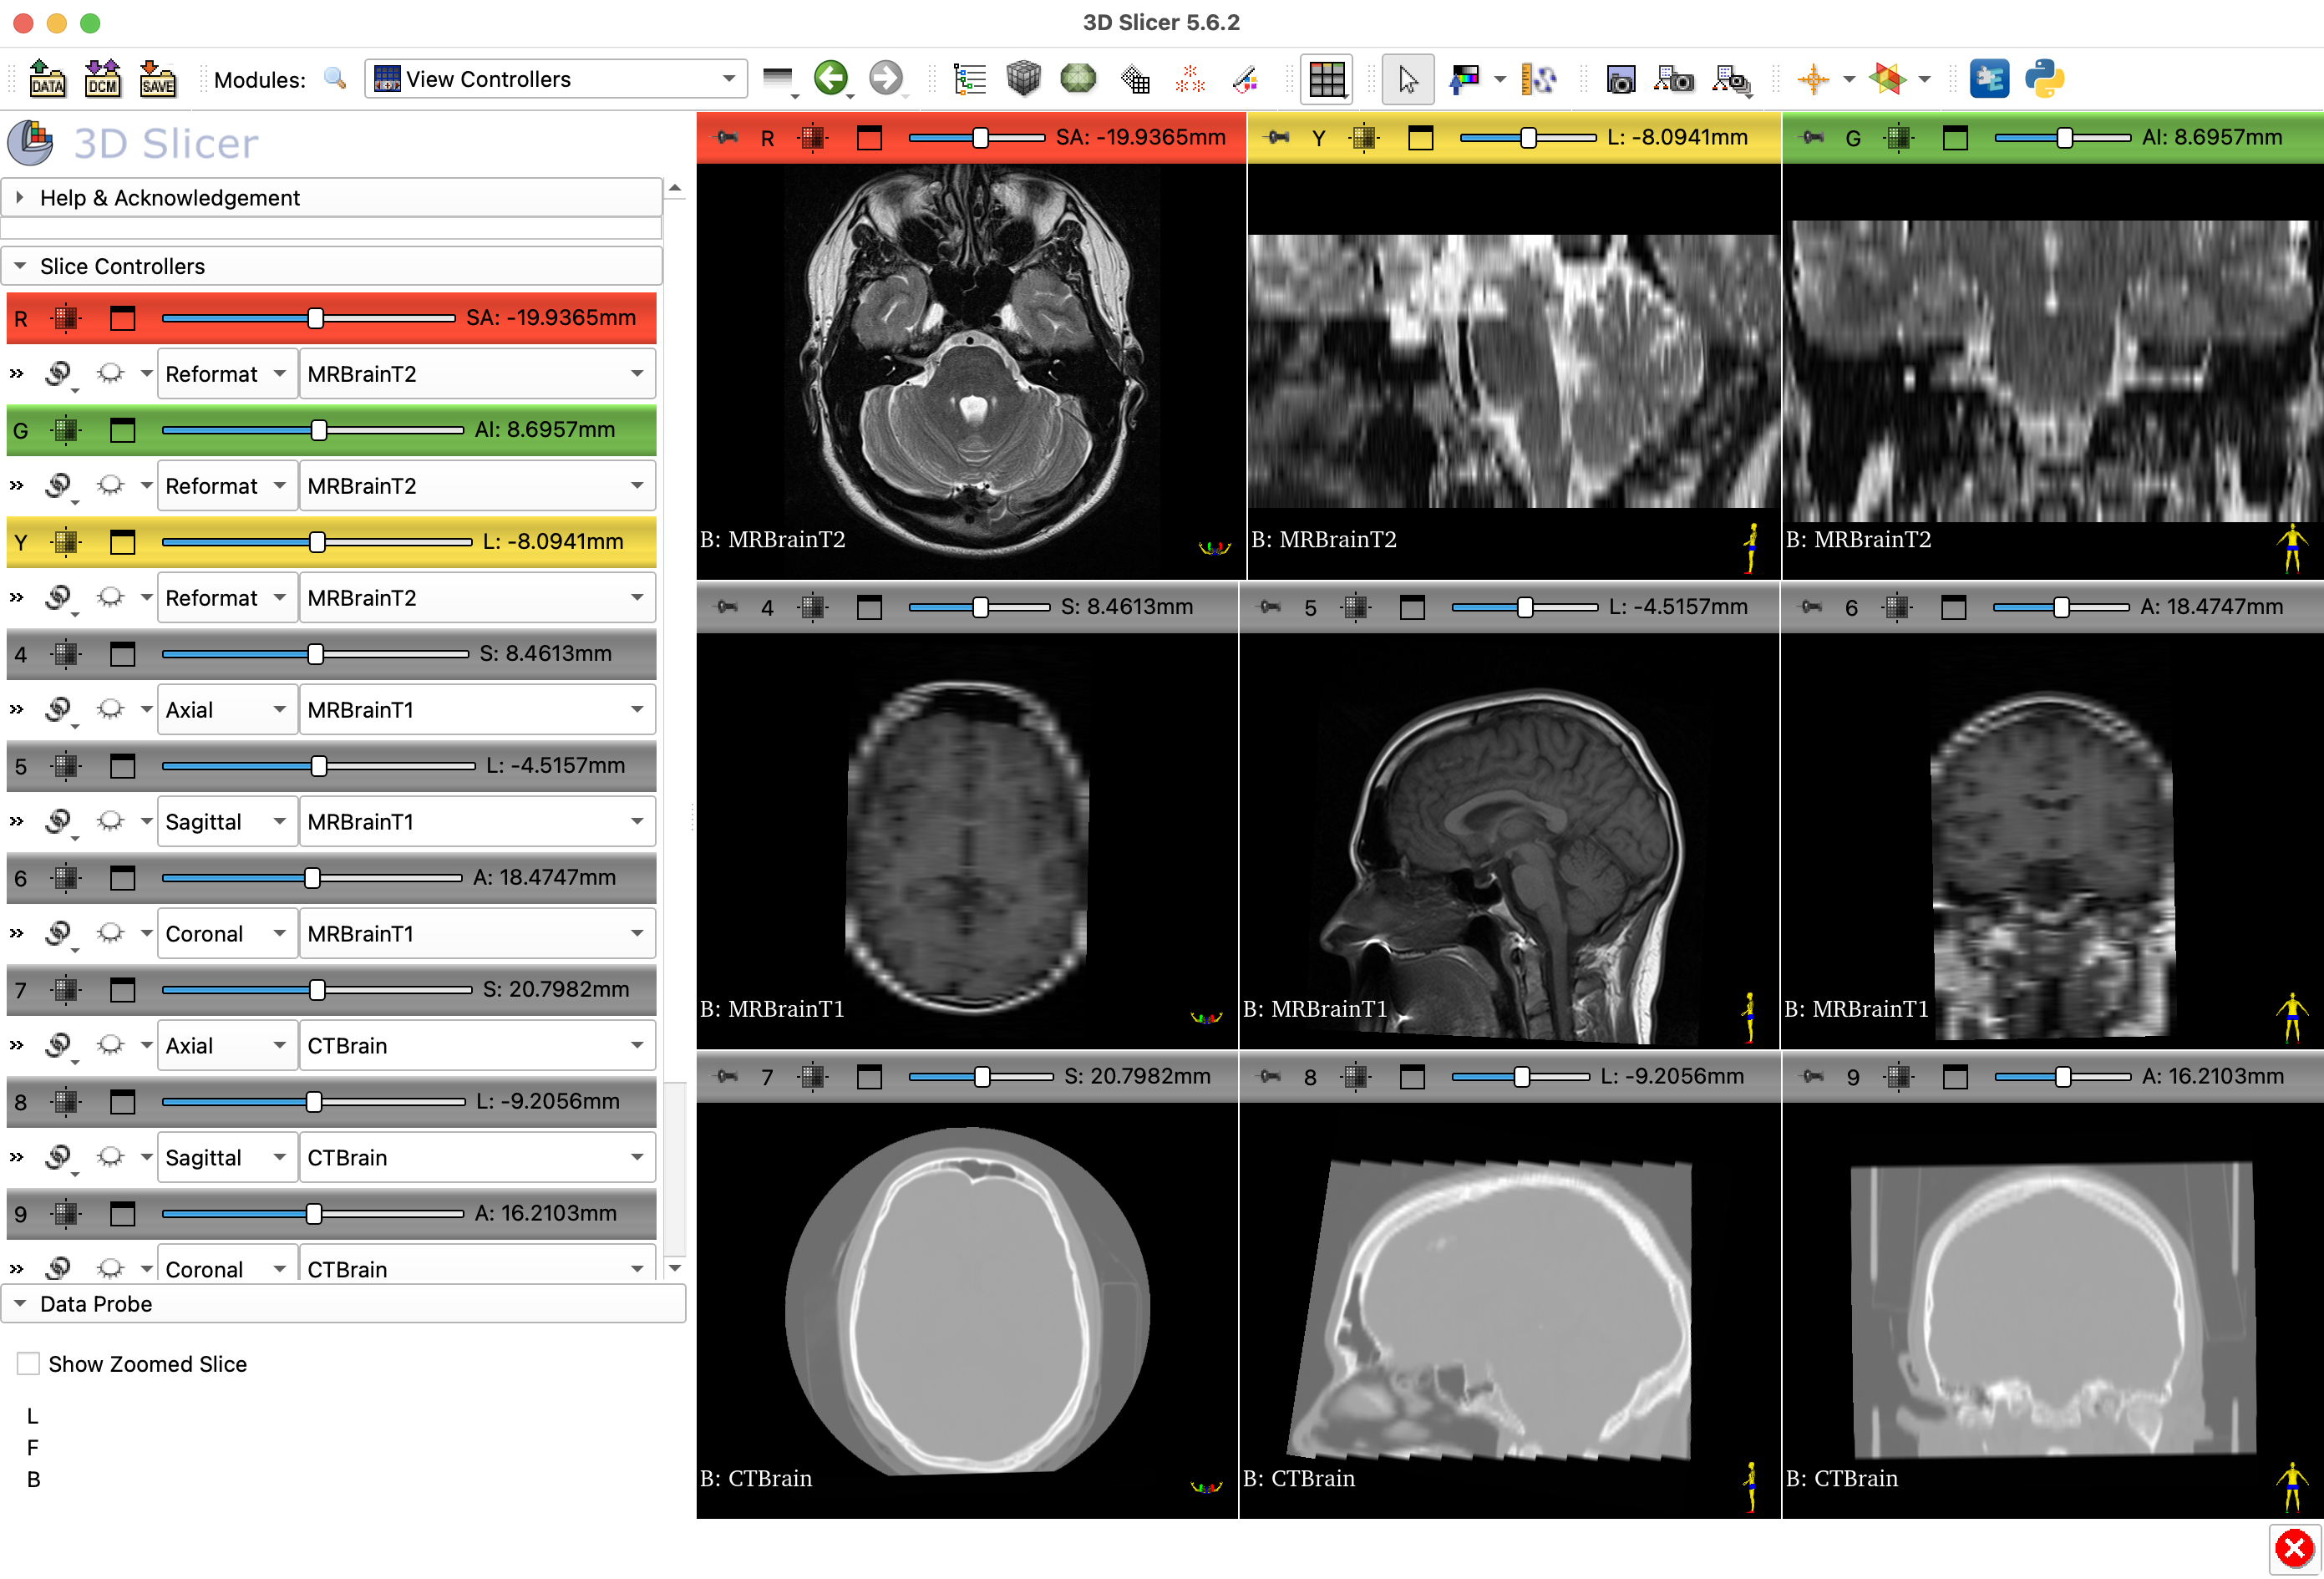 3D Slicer 5.6.2
DATA DCM SAVE Modules: View Controllers
3D Slicer
Help & Acknowledgement
Slice Controllers
R SA: -19.9365mm
Reformat MRBrainT2
G AI: 8.6957mm
Reformat MRBrainT2
Y L: -8.0941mm
Reformat MRBrainT2
4 S: 8.4613mm
Axial MRBrainT1
5 L: -4.5157mm
Sagittal MRBrainT1
6 A: 18.4747mm
Coronal MRBrainT1
7 S: 20.7982mm
Axial CTBrain
8 L: -9.2056mm
Sagittal CTBrain
9 A: 16.2103mm
Coronal CTBrain
Data Probe
Show Zoomed Slice
L
F
B
R SA: -19.9365mm
B: MRBrainT2
Y L: -8.0941mm
B: MRBrainT2
G AI: 8.6957mm
B: MRBrainT2
4 S: 8.4613mm
B: MRBrainT1
5 L: -4.5157mm
B: MRBrainT1
6 A: 18.4747mm
B: MRBrainT1
7 S: 20.7982mm
B: CTBrain
8 L: -9.2056mm
B: CTBrain
9 A: 16.2103mm
B: CTBrain